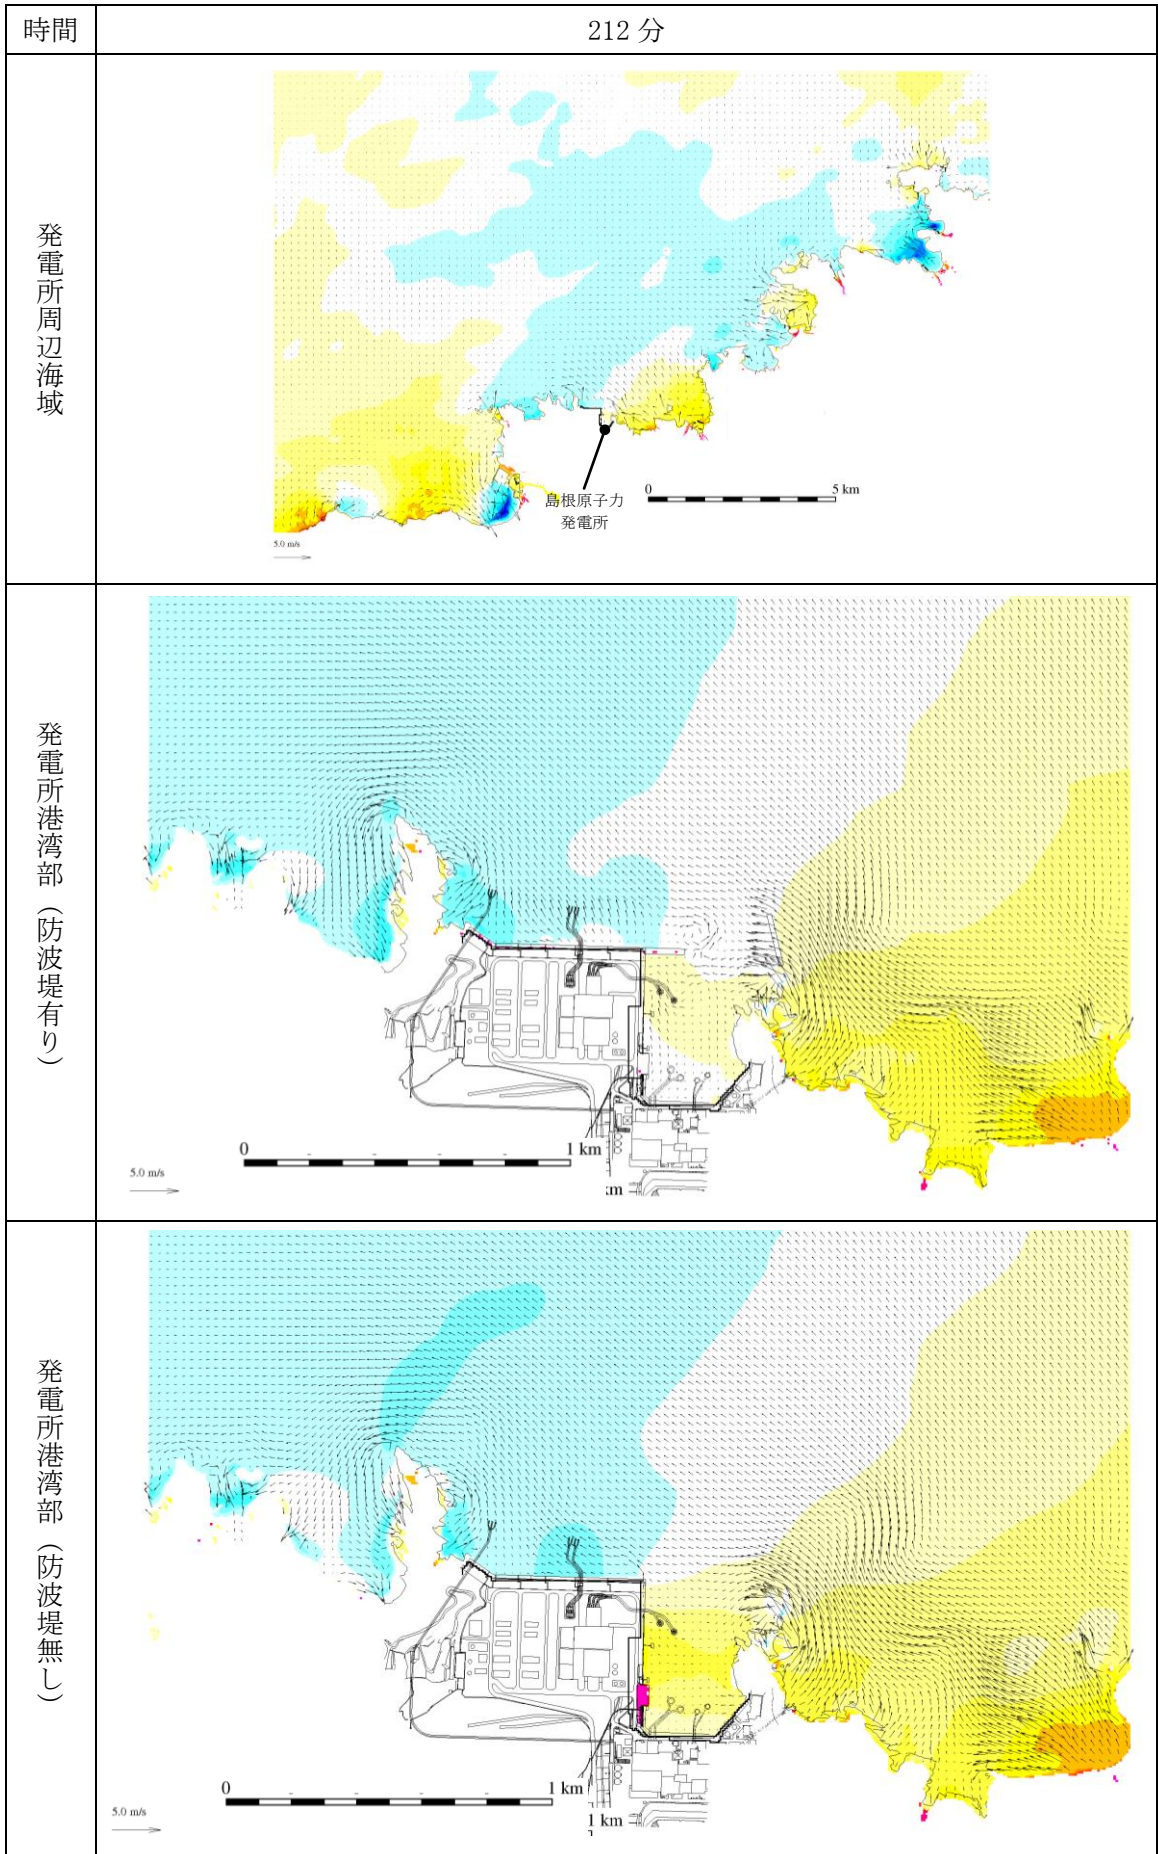 時間
212 分
発電所周辺海域
島根原子力
発電所
0
5 km
5.0 m/s
発電所港湾部（防波堤有り）
0
1 km
5.0 m/s
km
発電所港湾部（防波堤無し）
0
1 km
5.0 m/s
1 km